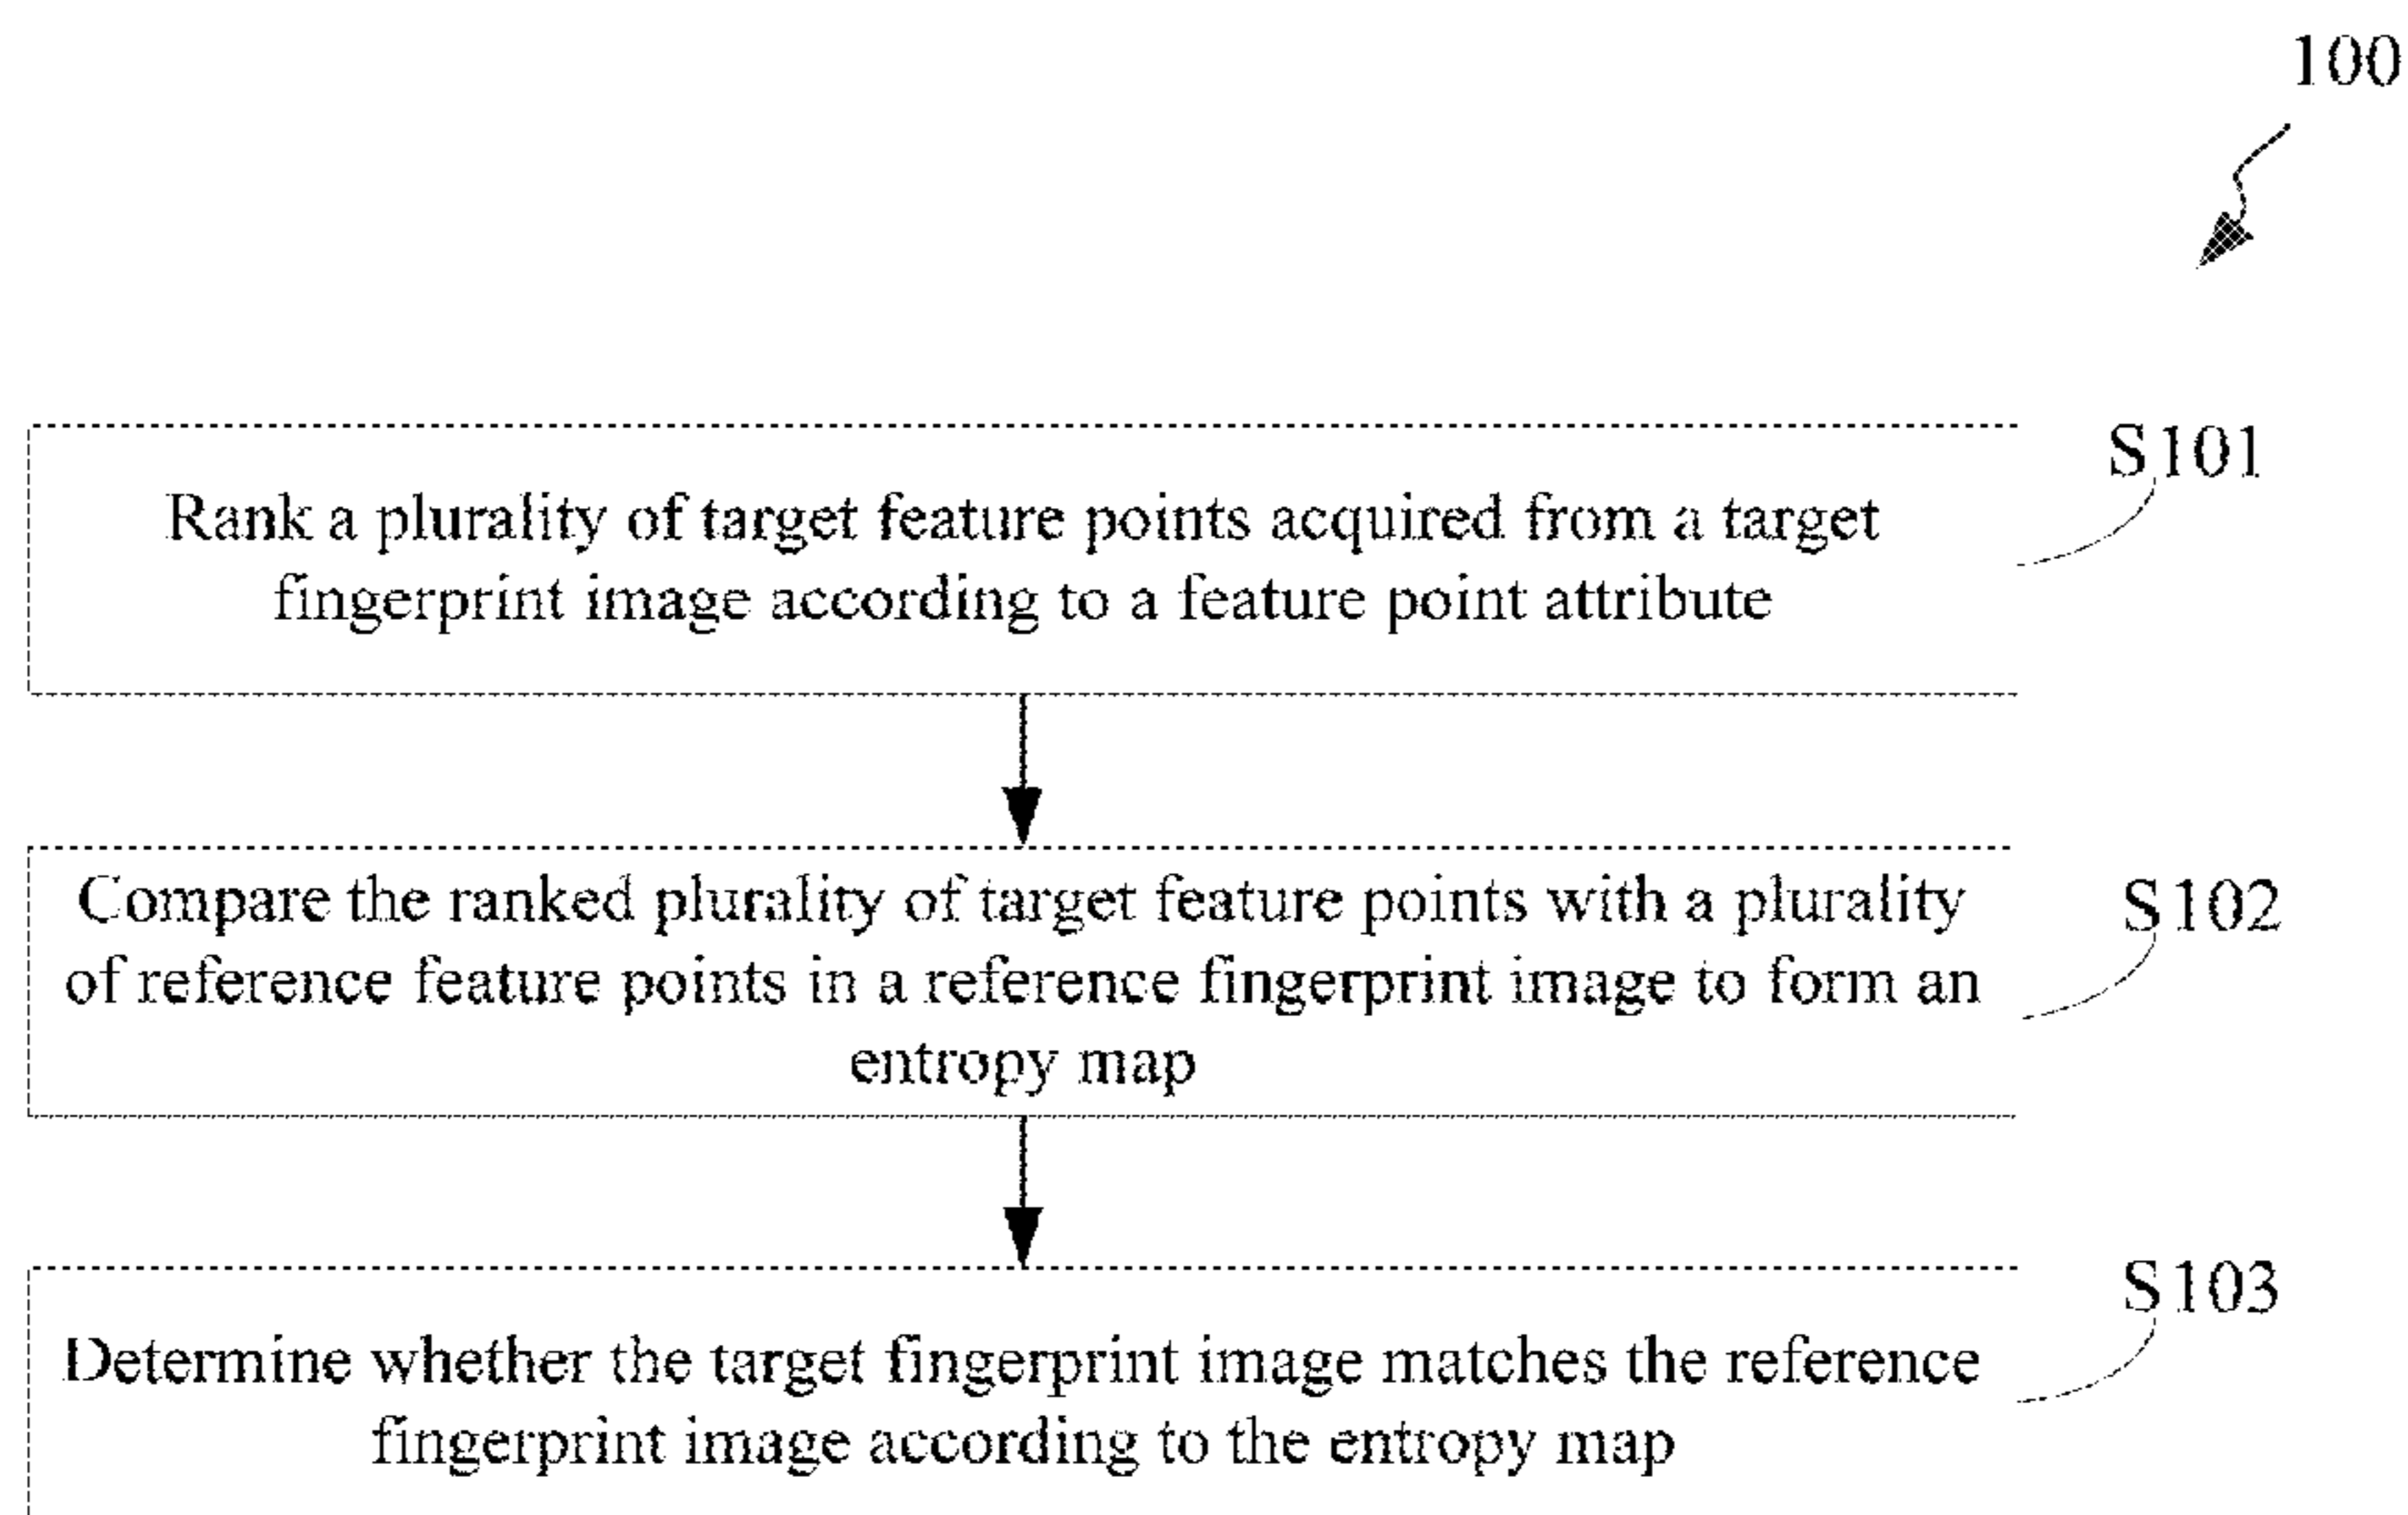 100
S101
Rank a plurality of target feature points acquired from a target
fingerprint image according to a feature point attribute
S102
Compare the ranked plurality of target feature points with a plurality
of reference feature points in a reference fingerprint image to form an
entropy map
S103
Determine whether the target fingerprint image matches the reference
fingerprint image according to the entropy map